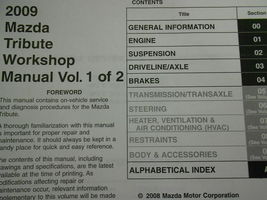 2009
Mazda
Tribute
Workshop
Manual Vol. 1 of 2
FOREWORD
This manual contains on-vehicle service
and diagnosis procedures for the Mazda
Tribute.
A thorough familiarization with this manual
is important for proper repair and
maintenance. It should always be kept in a
handy place for quick and easy reference.
The contents of this manual, including
drawings and specifications, are the latest
available at the time of printing. As
modifications affecting repair or
maintenance occur, relevant information
supplementary to this volume will be made
CONTENTS
Title Section
GENERAL INFORMATION 00
ENGINE 01
SUSPENSION 02
DRIVELINE/AXLE 03
BRAKES 04
TRANSMISSION/TRANSAXLE 05
STEERING 06
HEATER, VENTILATION &
AIR CONDITIONING (HVAC) 07
RESTRAINTS
BODY & ACCESSORIES
ALPHABETICAL INDEX
© 2008 Mazda Motor Corporation